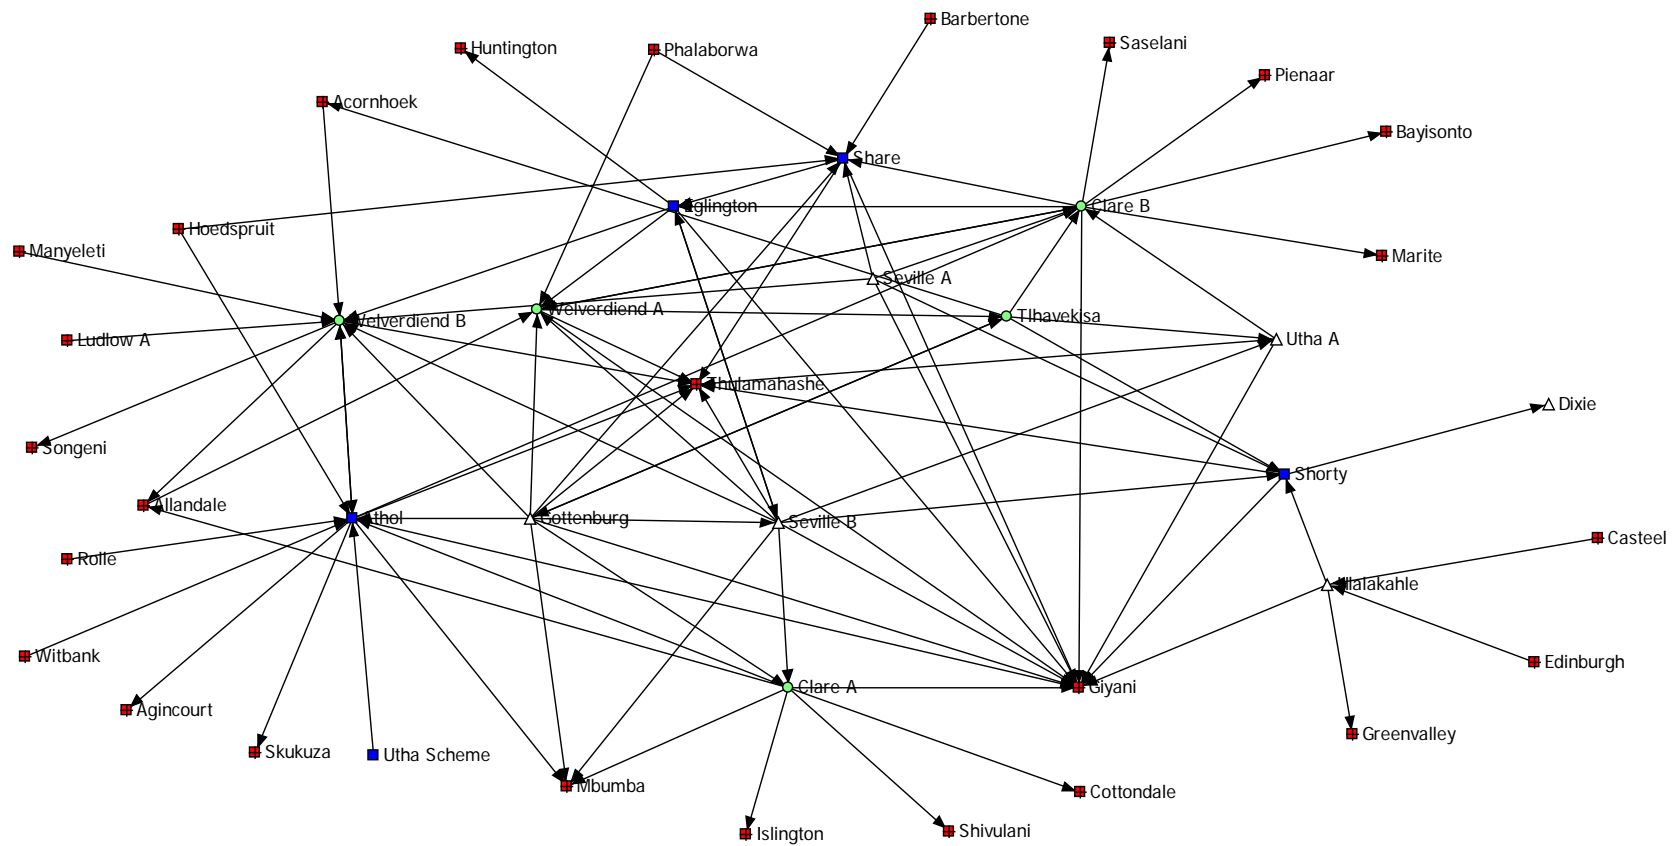 Barbertone
Saselani
Huntington
Phalaborwa
Pienaar
Acornhoek
Bayisonto
Share
Eglington
Clare B
Hoedspruit
Manyeleti
Marite
Seville A
Welverdiend A
Tlhavekisa
Welverdiend B
Ludlow A
Utha A
Thulamahashe
Dixie
Songeni
Shorty
Allandale
Athol
Gottenburg
Seville B
Casteel
Rolle
Hlalakahle
Witbank
Edinburgh
Clare A
Giyani
Agincourt
Greenvalley
Skukuza
Utha Scheme
Mbumba
Cottondale
Islington
Shivulani